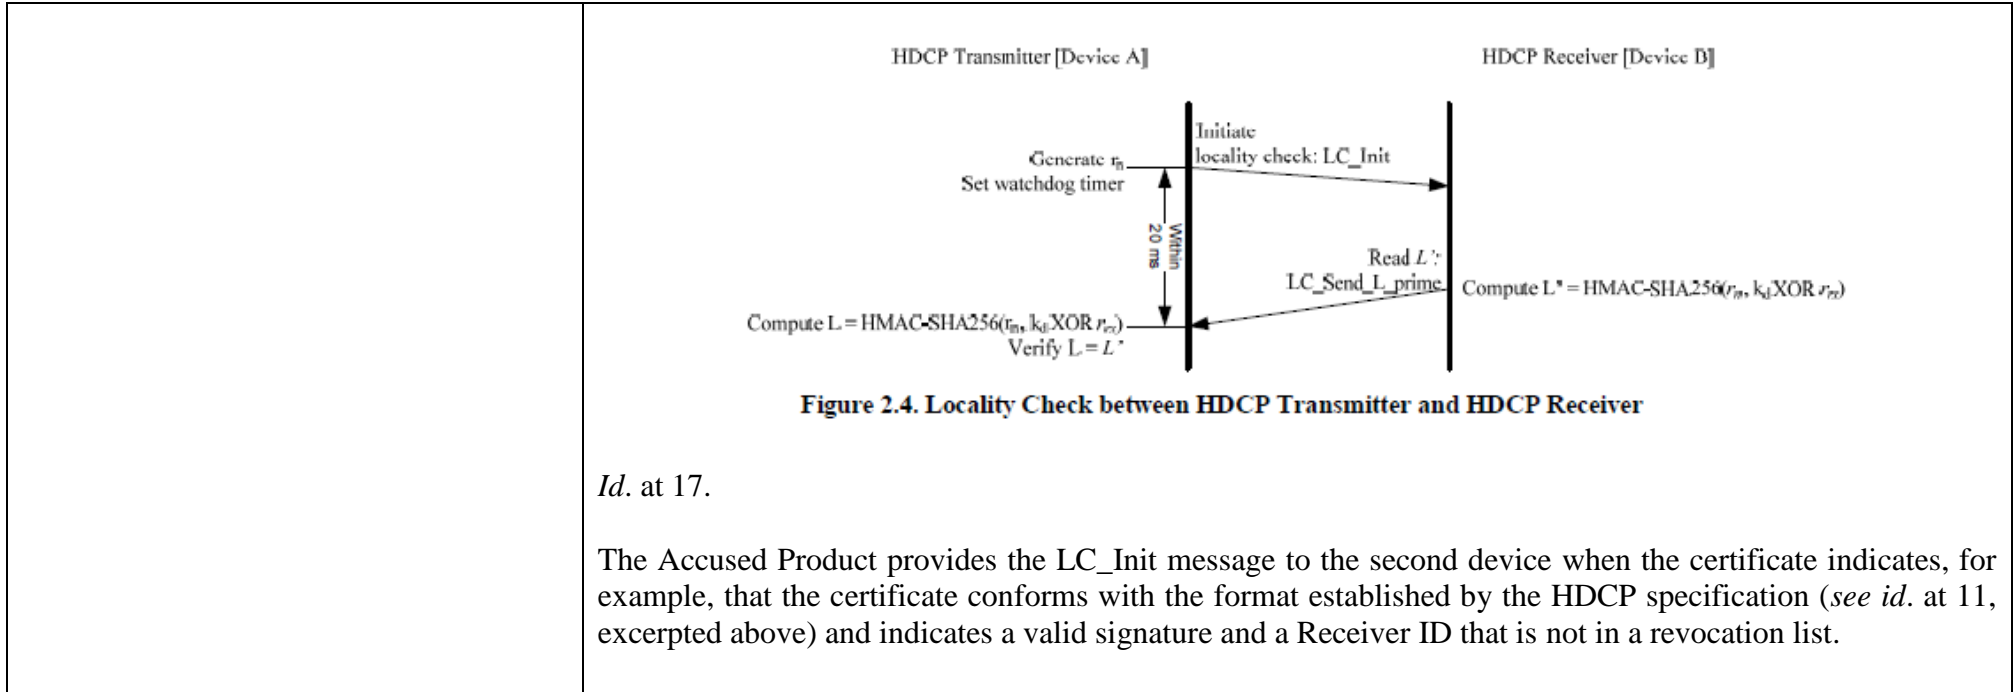 HDCP Transmitter [Device A]
HDCP Receiver [Device B]
Initiate
locality check: LC_Init
Generate rn
Set watchdog timer
Within
20 ms
Read L':
LC_Send_L_prime
Compute L' = HMAC-SHA256(rn, kd XOR rrx)
Compute L = HMAC-SHA256(rn, kd XOR rrx)
Verify L = L'
Figure 2.4. Locality Check between HDCP Transmitter and HDCP Receiver
Id. at 17.
The Accused Product provides the LC_Init message to the second device when the certificate indicates, for
example, that the certificate conforms with the format established by the HDCP specification (see id. at 11,
excerpted above) and indicates a valid signature and a Receiver ID that is not in a revocation list.